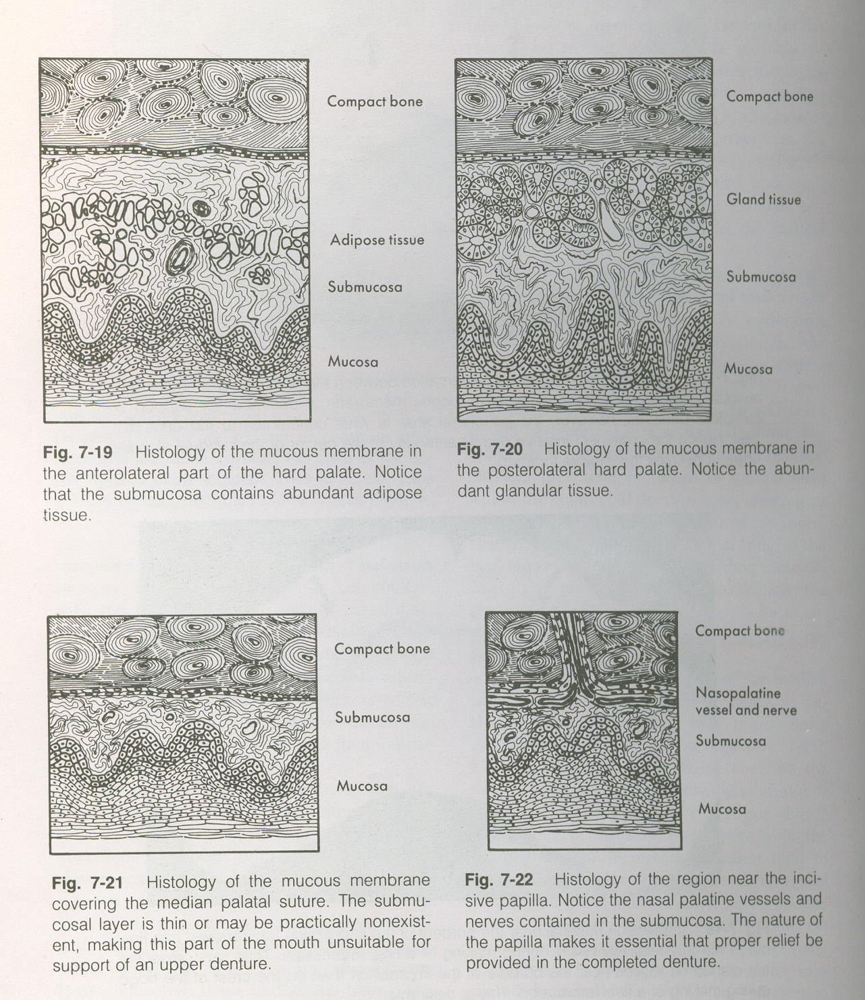 Compact bone
Adipose tissue
Submucosa
Mucosa
Fig. 7-19 Histology of the mucous membrane in
the anterolateral part of the hard palate. Notice
that the submucosa contains abundant adipose
tissue.
Compact bone
Gland tissue
Submucosa
Mucosa
Fig. 7-20 Histology of the mucous membrane in
the posterolateral hard palate. Notice the abun-
dant glandular tissue.
Compact bone
Submucosa
Mucosa
Fig. 7-21 Histology of the mucous membrane
covering the median palatal suture. The submu-
cosal layer is thin or may be practically nonexist-
ent, making this part of the mouth unsuitable for
support of an upper denture.
Compact bone
Nasopalatine
vessel and nerve
Submucosa
Mucosa
Fig. 7-22 Histology of the region near the inci-
sive papilla. Notice the nasal palatine vessels and
nerves contained in the submucosa. The nature of
the papilla makes it essential that proper relief be
provided in the completed denture.